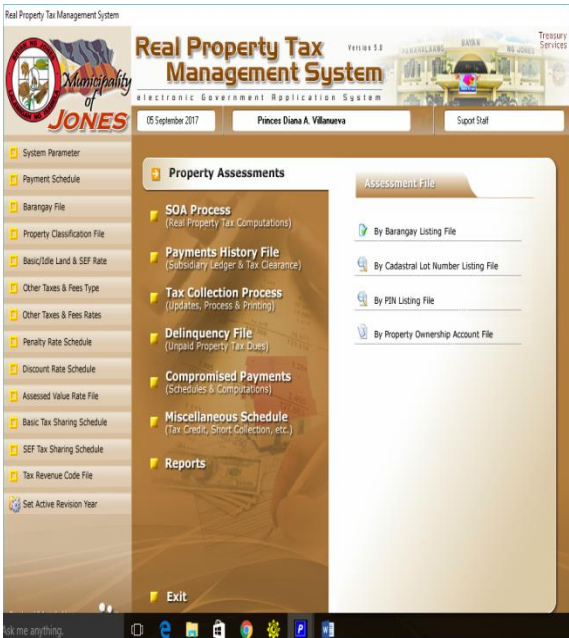 Real Property Tax Management System
Municipality
of
JONES
Real Property Tax
Version 5.0
Management System
electronic Government Application System
BAYAN
NG JONES
Treasury
Services
05 September 2017
Princes Diana A. Villanueva
Suport Staff
System Parameter
Payment Schedule
Barangay File
Property Classification File
Basic/Idle Land & SEF Rate
Other Taxes & Fees Type
Other Taxes & Fees Rates
Penalty Rate Schedule
Discount Rate Schedule
Assessed Value Rate File
Basic Tax Sharing Schedule
SEF Tax Sharing Schedule
Tax Revenue Code File
Set Active Revision Year
Property Assessments
SOA Process
(Real Property Tax Computations)
Payments History File
(Subsidiary Ledger & Tax Clearance)
Tax Collection Process
(Updates, Process & Printing)
Delinquency File
(Unpaid Property Tax Dues)
Compromised Payments
(Schedules & Computations)
Miscellaneous Schedule
(Tax Credit, Short Collection, etc.)
Reports
Exit
Assessment File
By Barangay Listing File
By Cadastral Lot Number Listing File
By PIN Listing File
By Property Ownership Account File
Ask me anything.